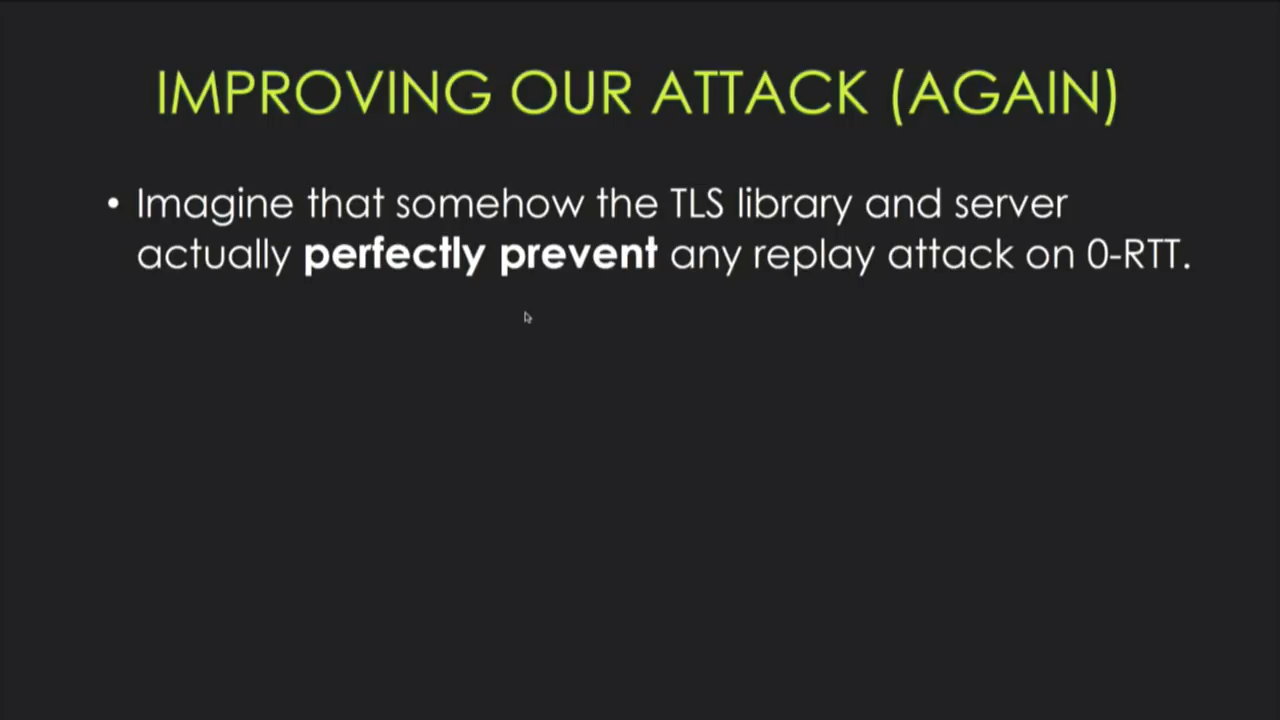 IMPROVING OUR ATTACK (AGAIN)
• Imagine that somehow the TLS library and server
actually perfectly prevent any replay attack on 0-RTT.